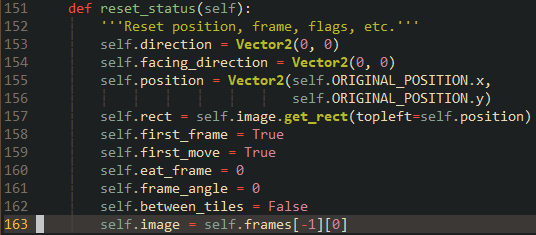 151 def reset_status(self):
152 '''Reset position, frame, flags, etc.'''
153 self.direction = Vector2(0, 0)
154 self.facing_direction = Vector2(0, 0)
155 self.position = Vector2(self.ORIGINAL_POSITION.x,
156 self.ORIGINAL_POSITION.y)
157 self.rect = self.image.get_rect(topleft=self.position)
158 self.first_frame = True
159 self.first_move = True
160 self.eat_frame = 0
161 self.frame_angle = 0
162 self.between_tiles = False
163 self.image = self.frames[-1][0]